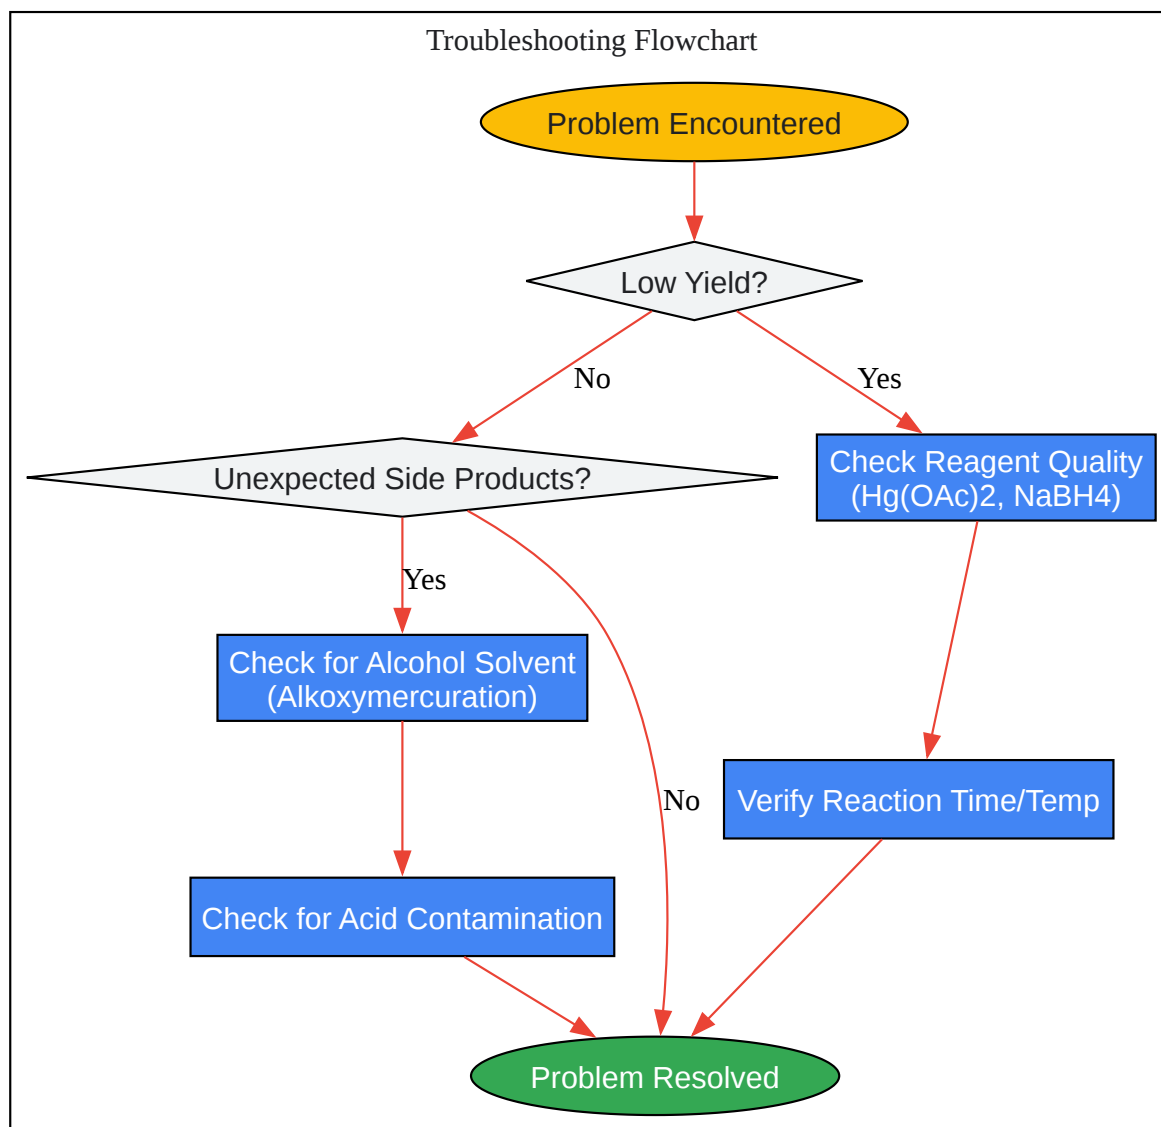 Troubleshooting Flowchart
Problem Encountered
Low Yield?
No
Yes
Check Reagent Quality
(Hg(OAc)2, NaBH4)
Unexpected Side Products?
Yes
Check for Alcohol Solvent
(Alkoxymercuration)
No
Verify Reaction Time/Temp
Check for Acid Contamination
Problem Resolved